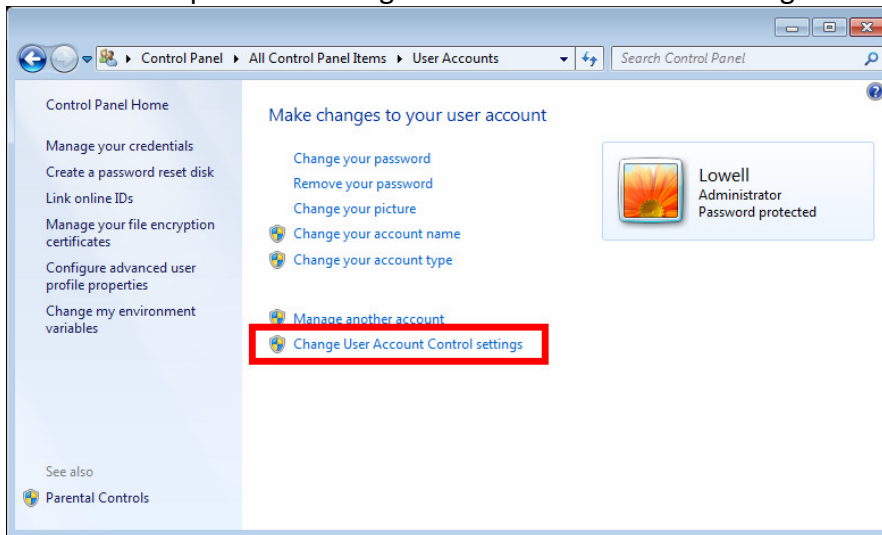 Control Panel ▸ All Control Panel Items ▸ User Accounts
Search Control Panel
Control Panel Home
Manage your credentials
Create a password reset disk
Link online IDs
Manage your file encryption
certificates
Configure advanced user
profile properties
Change my environment
variables
See also
Parental Controls
Make changes to your user account
Change your password
Remove your password
Change your picture
Change your account name
Change your account type
Manage another account
Change User Account Control settings
Lowell
Administrator
Password protected